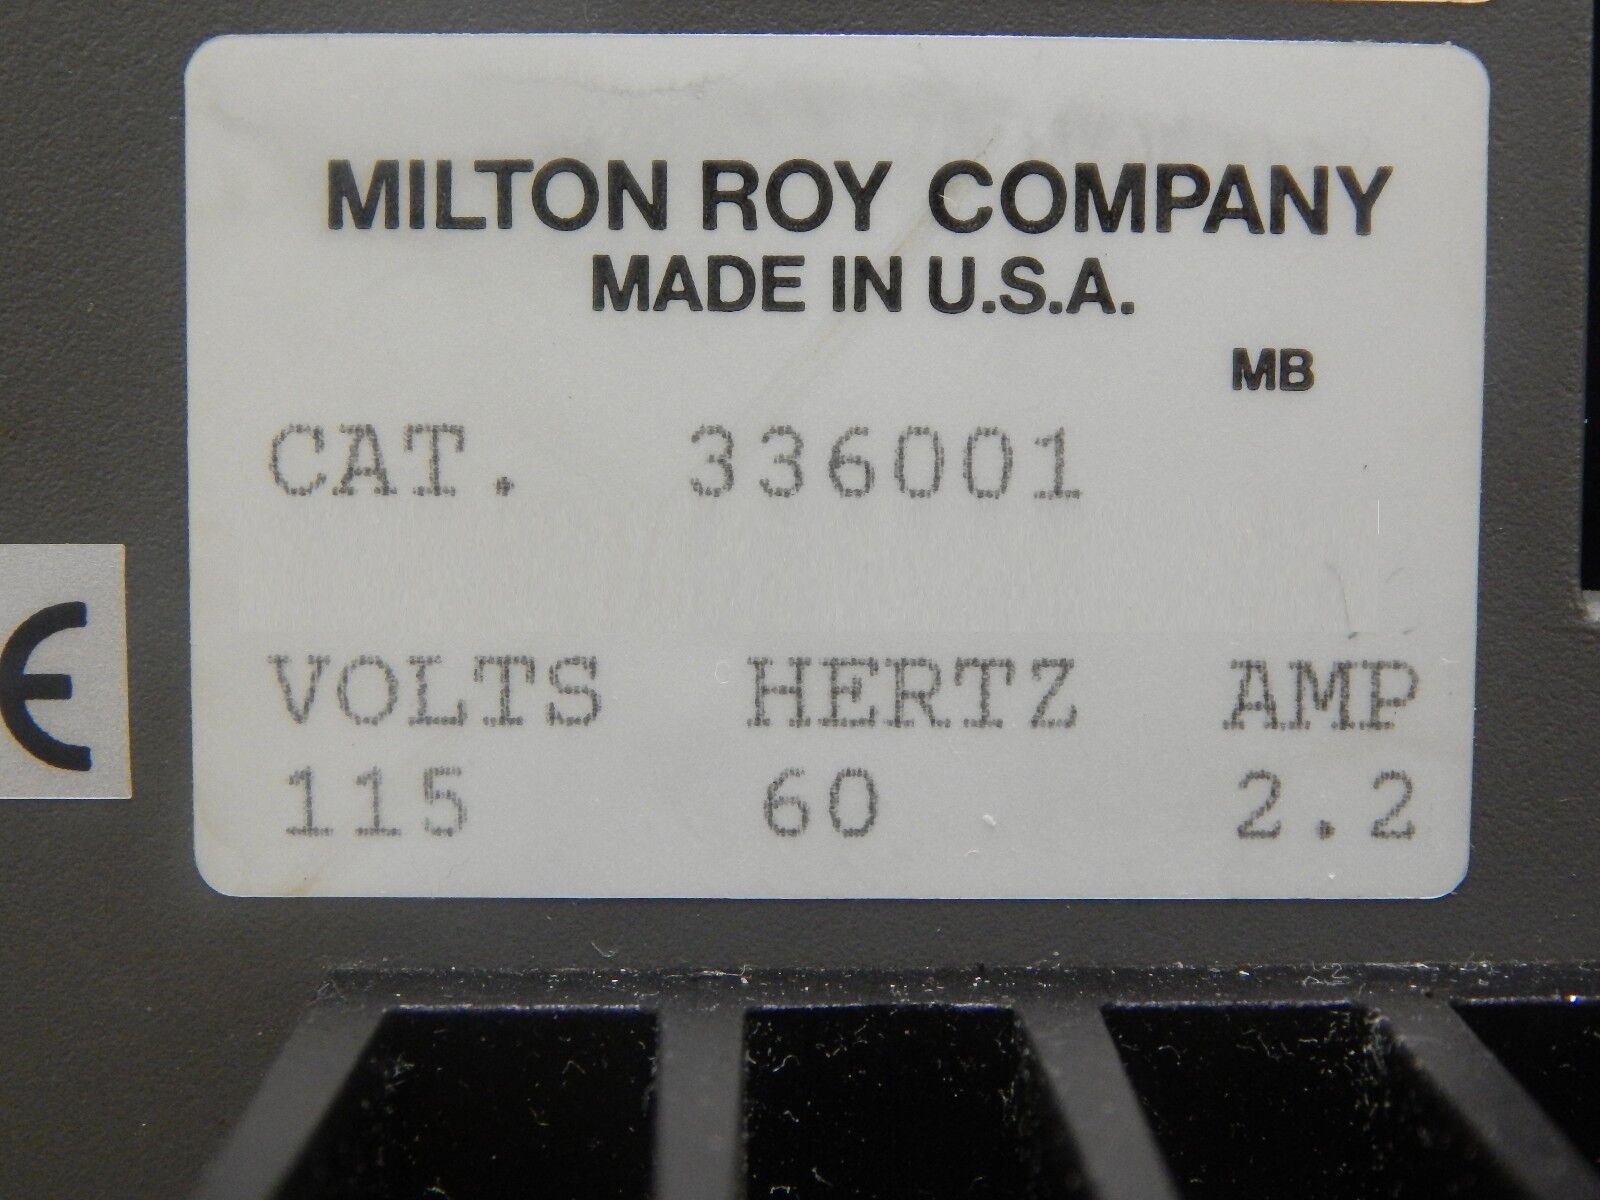 MILTON ROY COMPANY
MADE IN U.S.A.
MB
CAT. 336001
VOLTS HERTZ AMP
115 60 2.2